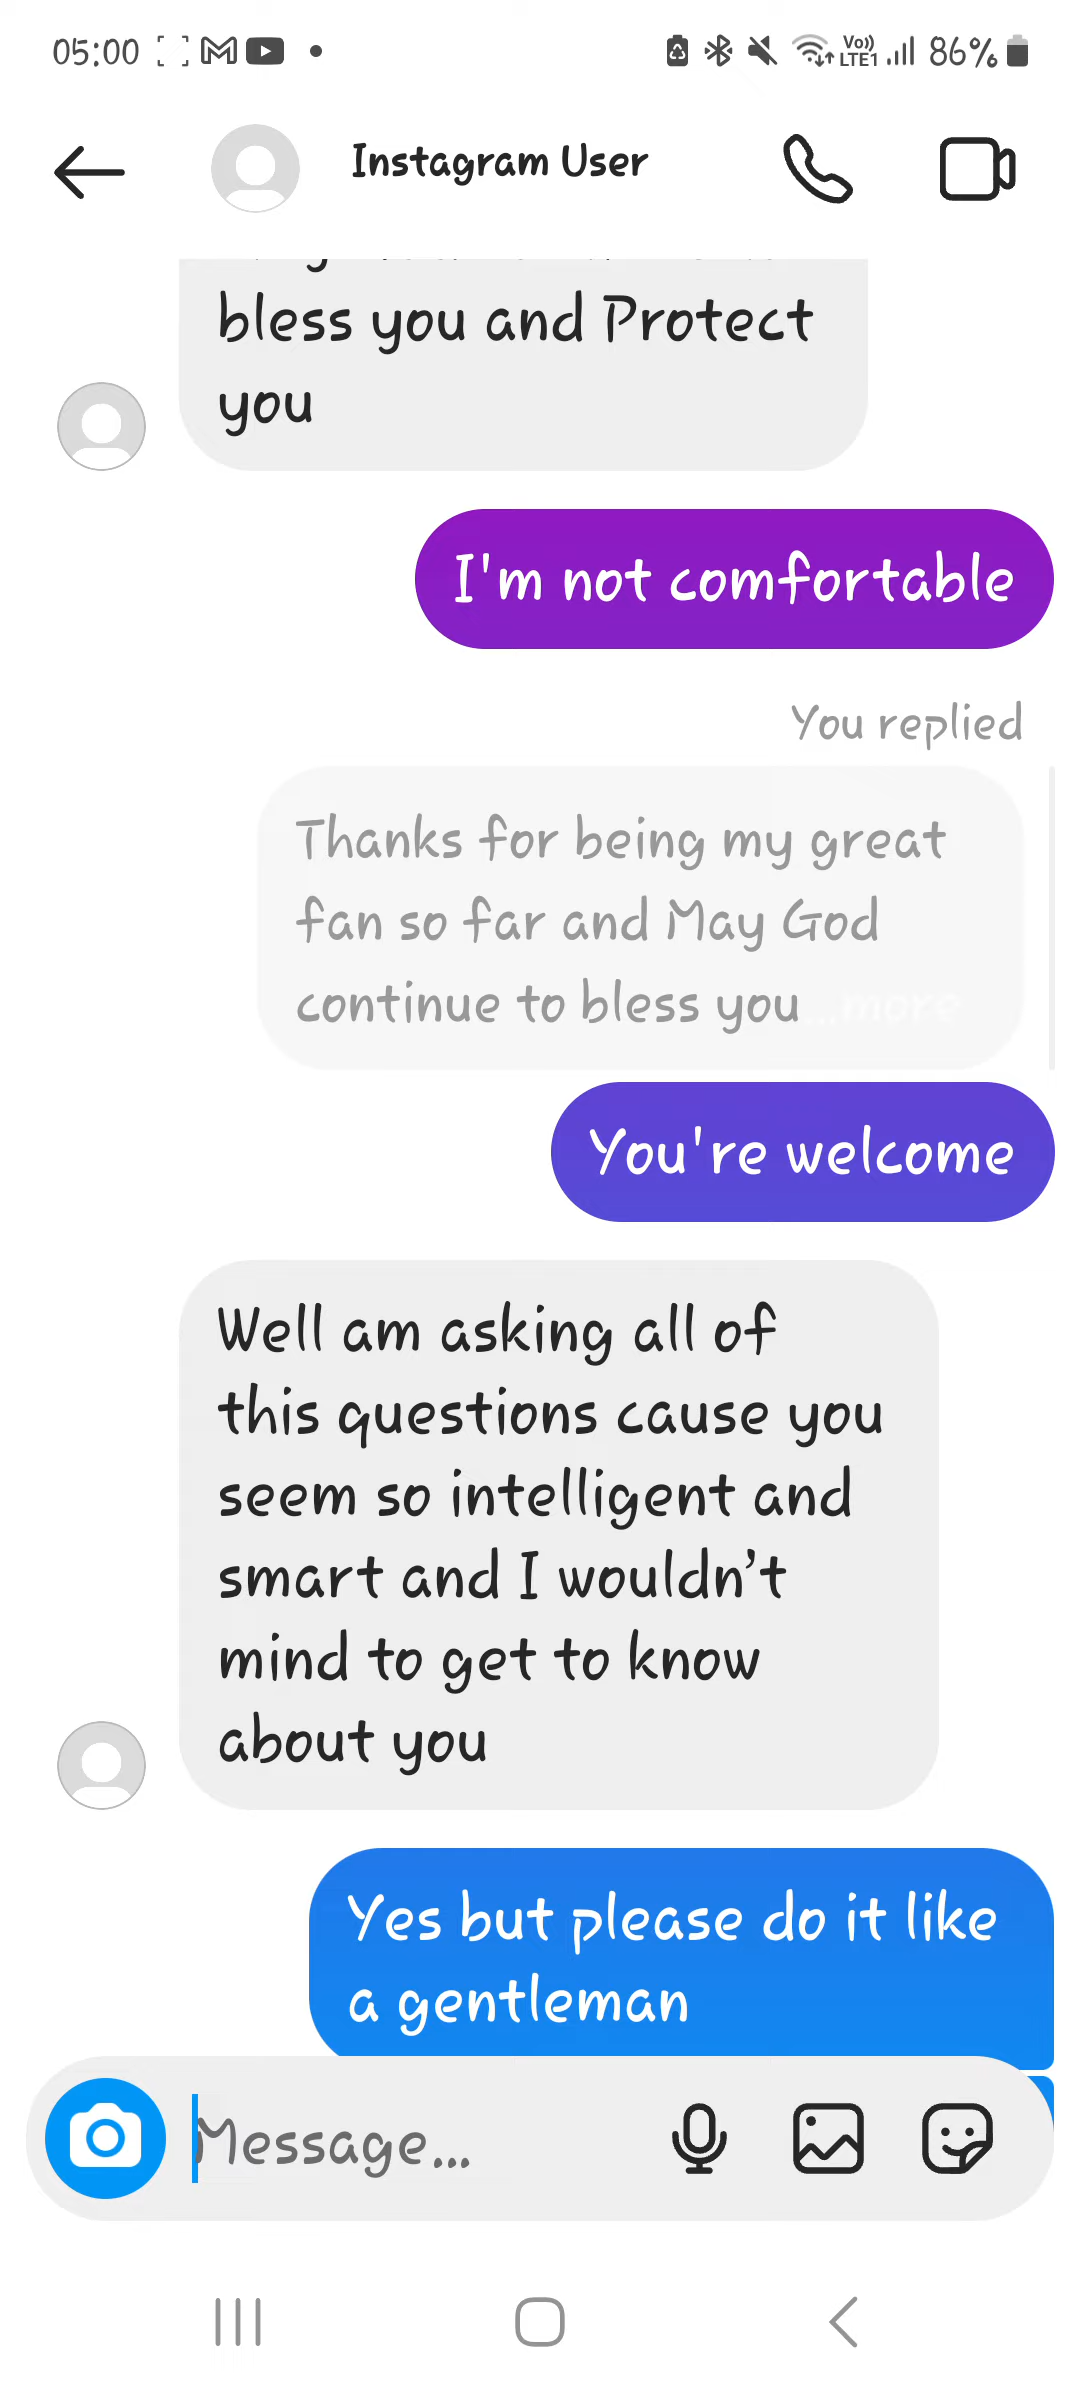 05:00
Vo))
LTE1
86%
Instagram User
bless you and Protect
you
I'm not comfortable
You replied
Thanks for being my great
fan so far and May God
continue to bless you...more
You're welcome
Well am asking all of
this questions cause you
seem so intelligent and
smart and I wouldn't
mind to get to know
about you
Yes but please do it like
a gentleman
Message...